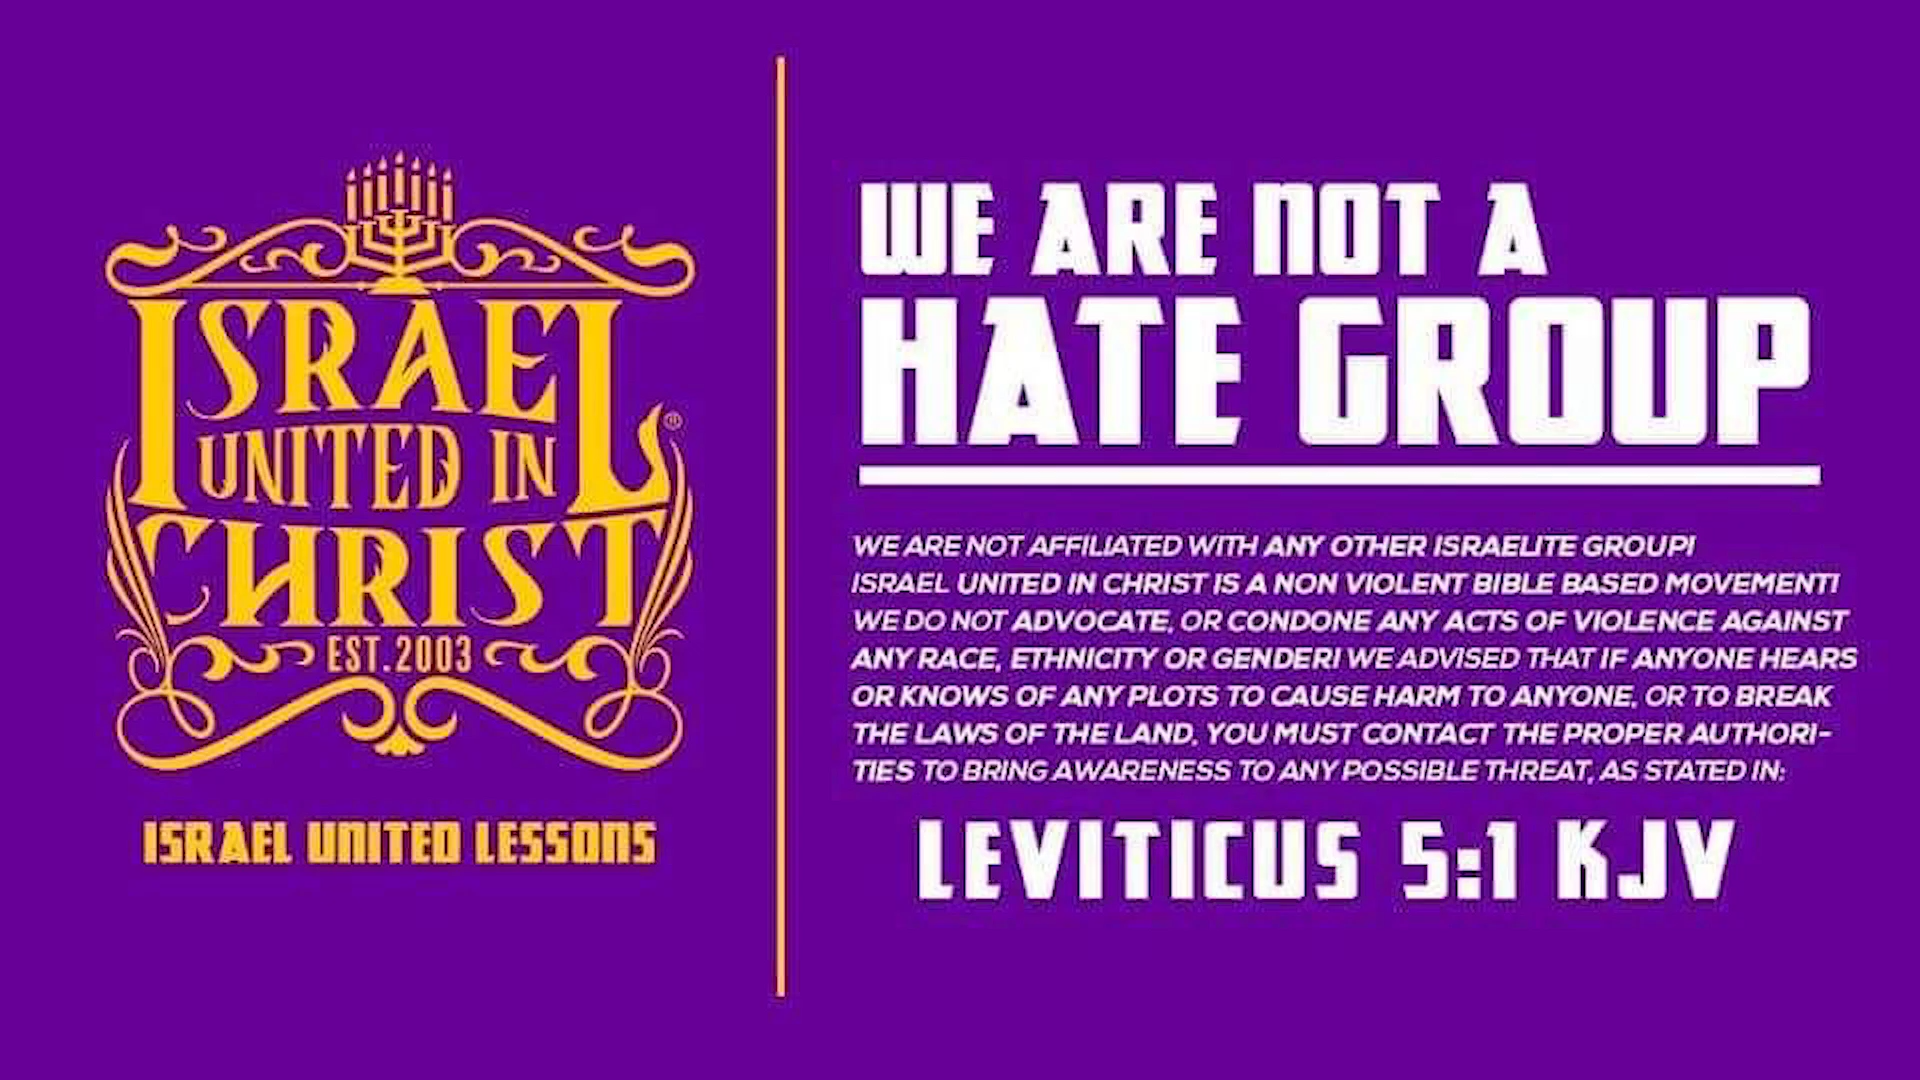 ISRAEL
UNITED IN
CHRIST
®
EST.2003
ISRAEL UNITED LESSONS
WE ARE NOT A
HATE GROUP
WE ARE NOT AFFILIATED WITH ANY OTHER ISRAELITE GROUP!
ISRAEL UNITED IN CHRIST IS A NON VIOLENT BIBLE BASED MOVEMENT!
WE DO NOT ADVOCATE, OR CONDONE ANY ACTS OF VIOLENCE AGAINST
ANY RACE, ETHNICITY OR GENDER! WE ADVISED THAT IF ANYONE HEARS
OR KNOWS OF ANY PLOTS TO CAUSE HARM TO ANYONE, OR TO BREAK
THE LAWS OF THE LAND, YOU MUST CONTACT THE PROPER AUTHORI-
TIES TO BRING AWARENESS TO ANY POSSIBLE THREAT, AS STATED IN:
LEVITICUS 5:1 KJV